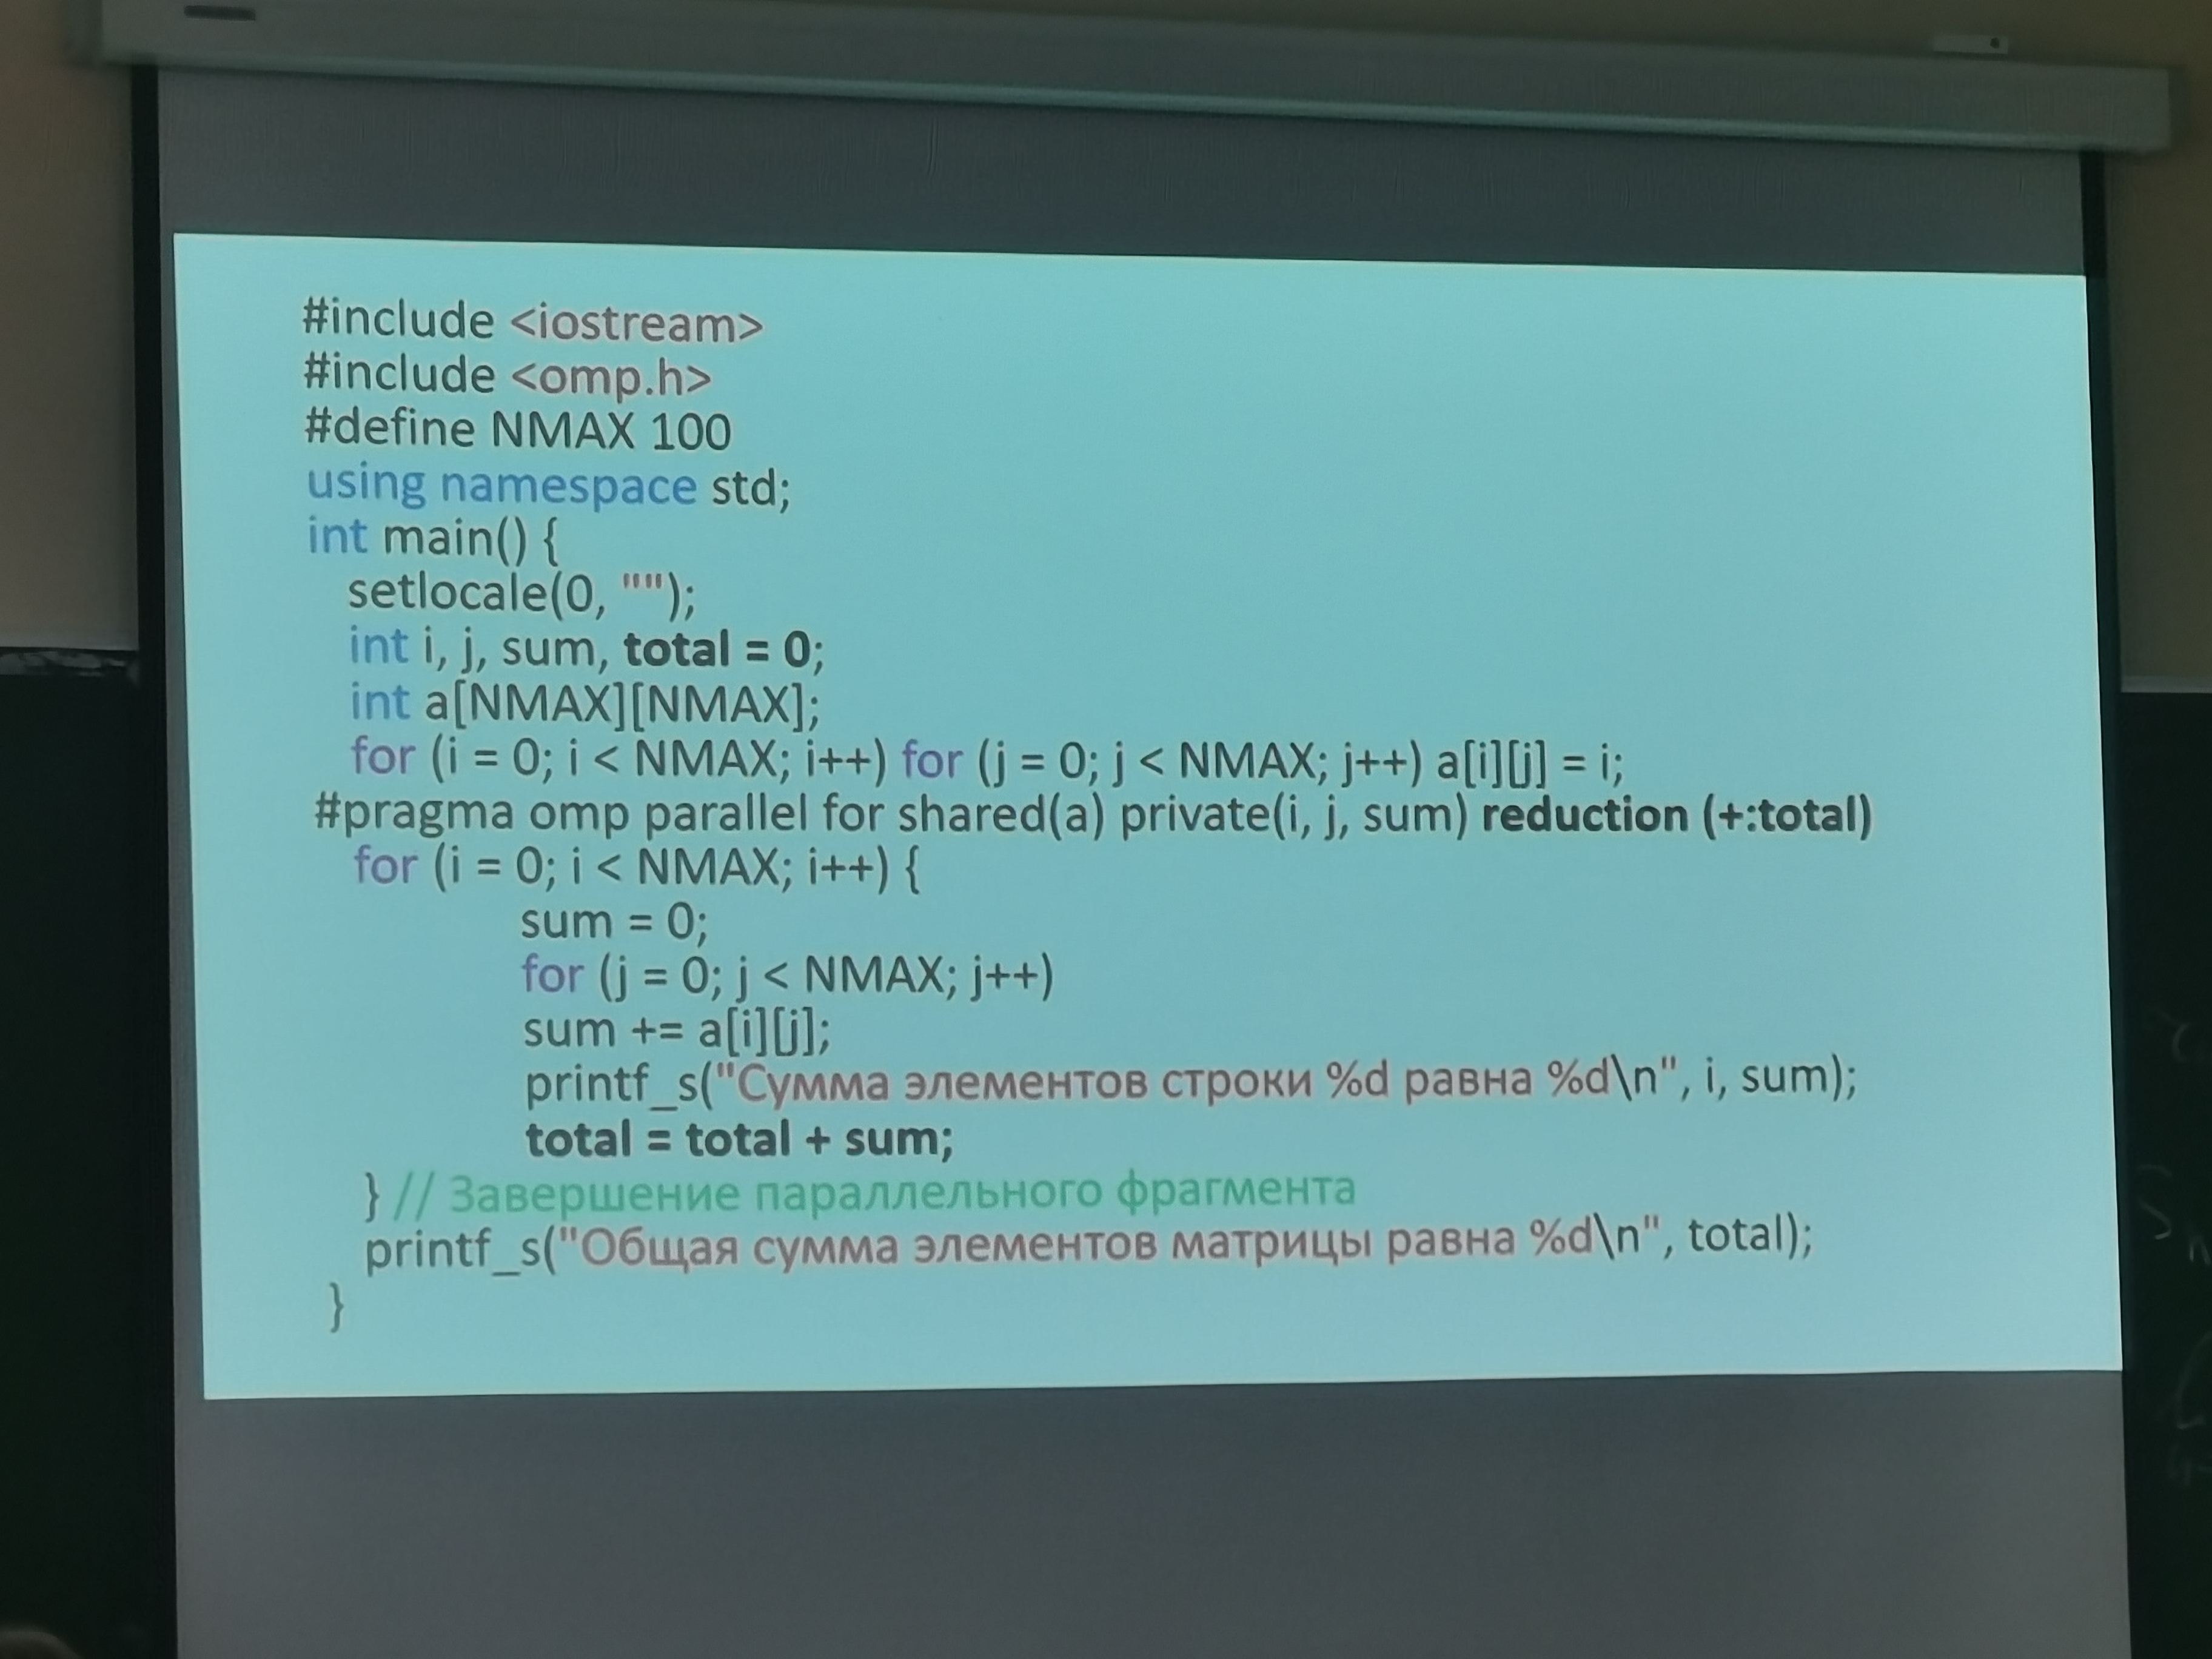 #include <iostream>
#include <omp.h>
#define NMAX 100
using namespace std;
int main() {
setlocale(0, "");
int i, j, sum, total = 0;
int a[NMAX][NMAX];
for (i = 0; i < NMAX; i++) for (j = 0; j < NMAX; j++) a[i][j] = i;
#pragma omp parallel for shared(a) private(i, j, sum) reduction (+:total)
for (i = 0; i < NMAX; i++) {
sum = 0;
for (j = 0; j < NMAX; j++)
sum += a[i][j];
printf_s("Сумма элементов строки %d равна %d\n", i, sum);
total = total + sum;
} // Завершение параллельного фрагмента
printf_s("Общая сумма элементов матрицы равна %d\n", total);
}